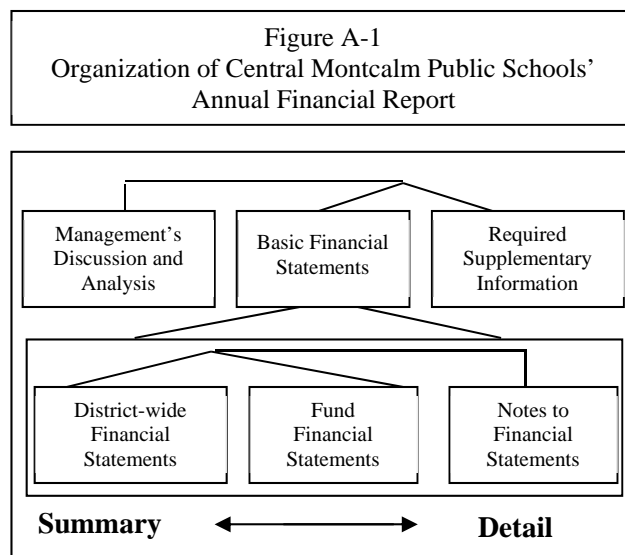 Figure A-1
Organization of Central Montcalm Public Schools’
Annual Financial Report
Management’s
Discussion and
Analysis
Basic Financial
Statements
Required
Supplementary
Information
District-wide
Financial
Statements
Fund
Financial
Statements
Notes to
Financial
Statements
Summary
Detail